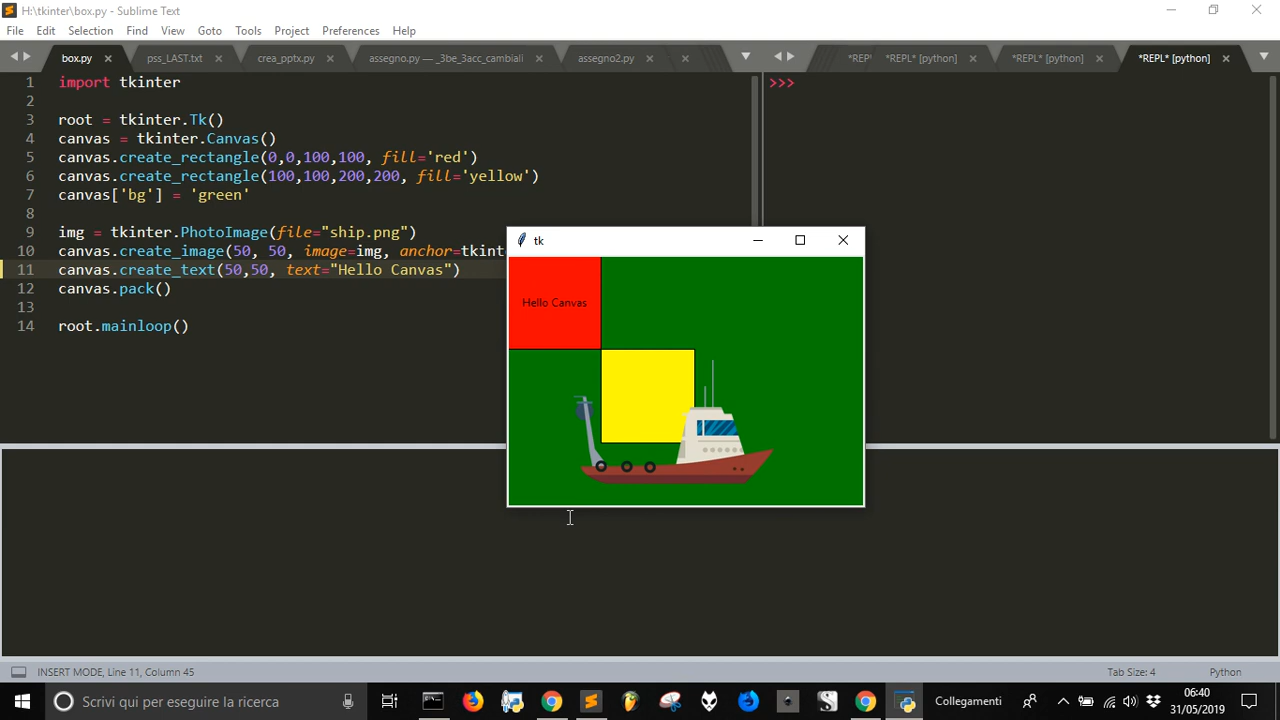 H:\tkinter\box.py - Sublime Text
File Edit Selection Find View Goto Tools Project Preferences Help
box.py pss_LAST.txt crea_pptx.py assegno.py — _3be_3acc_cambiall assegno2.py *REP *REPL* [python] *REPL* [python] *REPL* [python]
1 import tkinter
2
3 root = tkinter.Tk()
4 canvas = tkinter.Canvas()
5 canvas.create_rectangle(0,0,100,100, fill='red')
6 canvas.create_rectangle(100,100,200,200, fill='yellow')
7 canvas['bg'] = 'green'
8
9 img = tkinter.PhotoImage(file="ship.png")
10 canvas.create_image(50, 50, image=img, anchor=tkint
11 canvas.create_text(50,50, text="Hello Canvas")
12 canvas.pack()
13
14 root.mainloop()
>>>
tk
Hello Canvas
INSERT MODE, Line 11, Column 45 Tab Size: 4 Python
Scrivi qui per eseguire la ricerca Collegamenti 06:40
31/05/2019